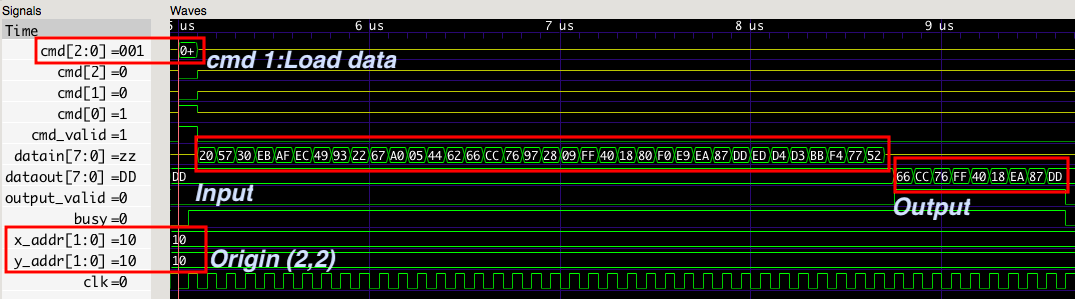 Signals Waves
Time 5 us 6 us 7 us 8 us 9 us
cmd[2:0] =001 0+ cmd 1:Load data
cmd[2] =0
cmd[1] =0
cmd[0] =1
cmd_valid =1
datain[7:0] =zz 20 57 30 EB AF EC 49 93 22 67 A0 05 44 62 66 CC 76 97 28 09 FF 40 18 80 F0 E9 EA 87 DD ED D4 D3 BB F4 77 52
dataout[7:0] =DD DD 66 CC 76 FF 40 18 EA 87 DD
output_valid =0 Input Output
busy =0
x_addr[1:0] =10 10
y_addr[1:0] =10 10 Origin (2,2)
clk =0